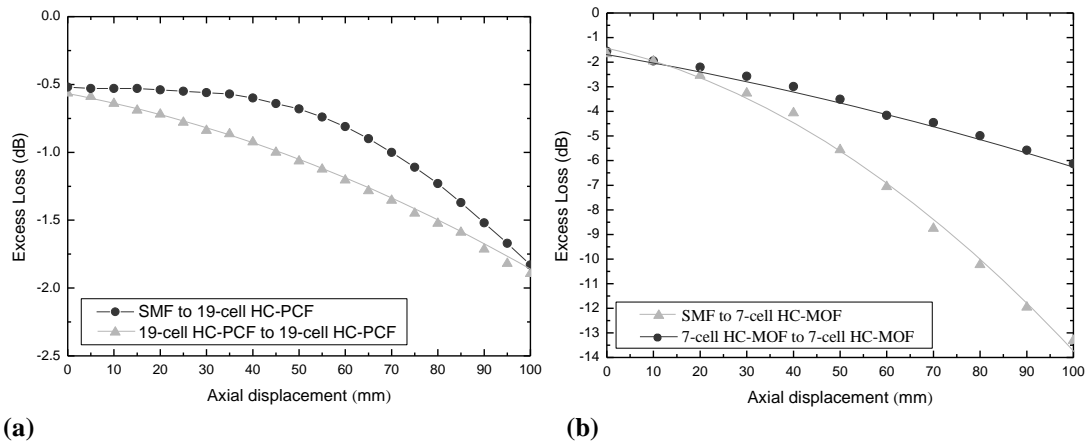 0.0
-0.5
-1.0
-1.5
-2.0
-2.5
Excess Loss (dB)
0 10 20 30 40 50 60 70 80 90 100
Axial displacement (mm)
SMF to 19-cell HC-PCF
19-cell HC-PCF to 19-cell HC-PCF
(a)
0
-1
-2
-3
-4
-5
-6
-7
-8
-9
-10
-11
-12
-13
-14
Excess Loss (dB)
0 10 20 30 40 50 60 70 80 90 100
Axial displacement (mm)
SMF to 7-cell HC-MOF
7-cell HC-MOF to 7-cell HC-MOF
(b)